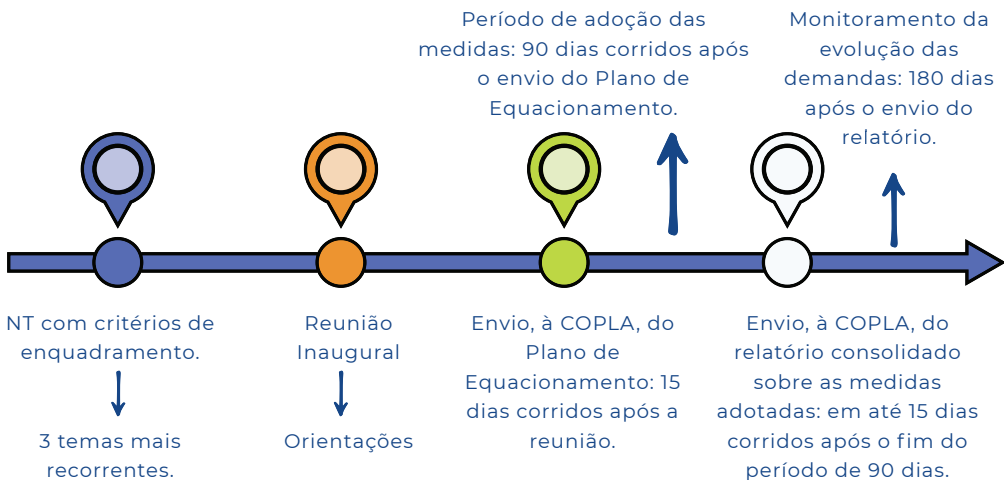 Período de adoção das
medidas: 90 dias corridos após
o envio do Plano de
Equacionamento.
Monitoramento da
evolução das
demandas: 180 dias
após o envio do
relatório.
NT com critérios de
enquadramento.
3 temas mais
recorrentes.
Reunião
Inaugural
Orientações
Envio, à COPLA, do
Plano de
Equacionamento: 15
dias corridos após a
reunião.
Envio, à COPLA, do
relatório consolidado
sobre as medidas
adotadas: em até 15 dias
corridos após o fim do
período de 90 dias.